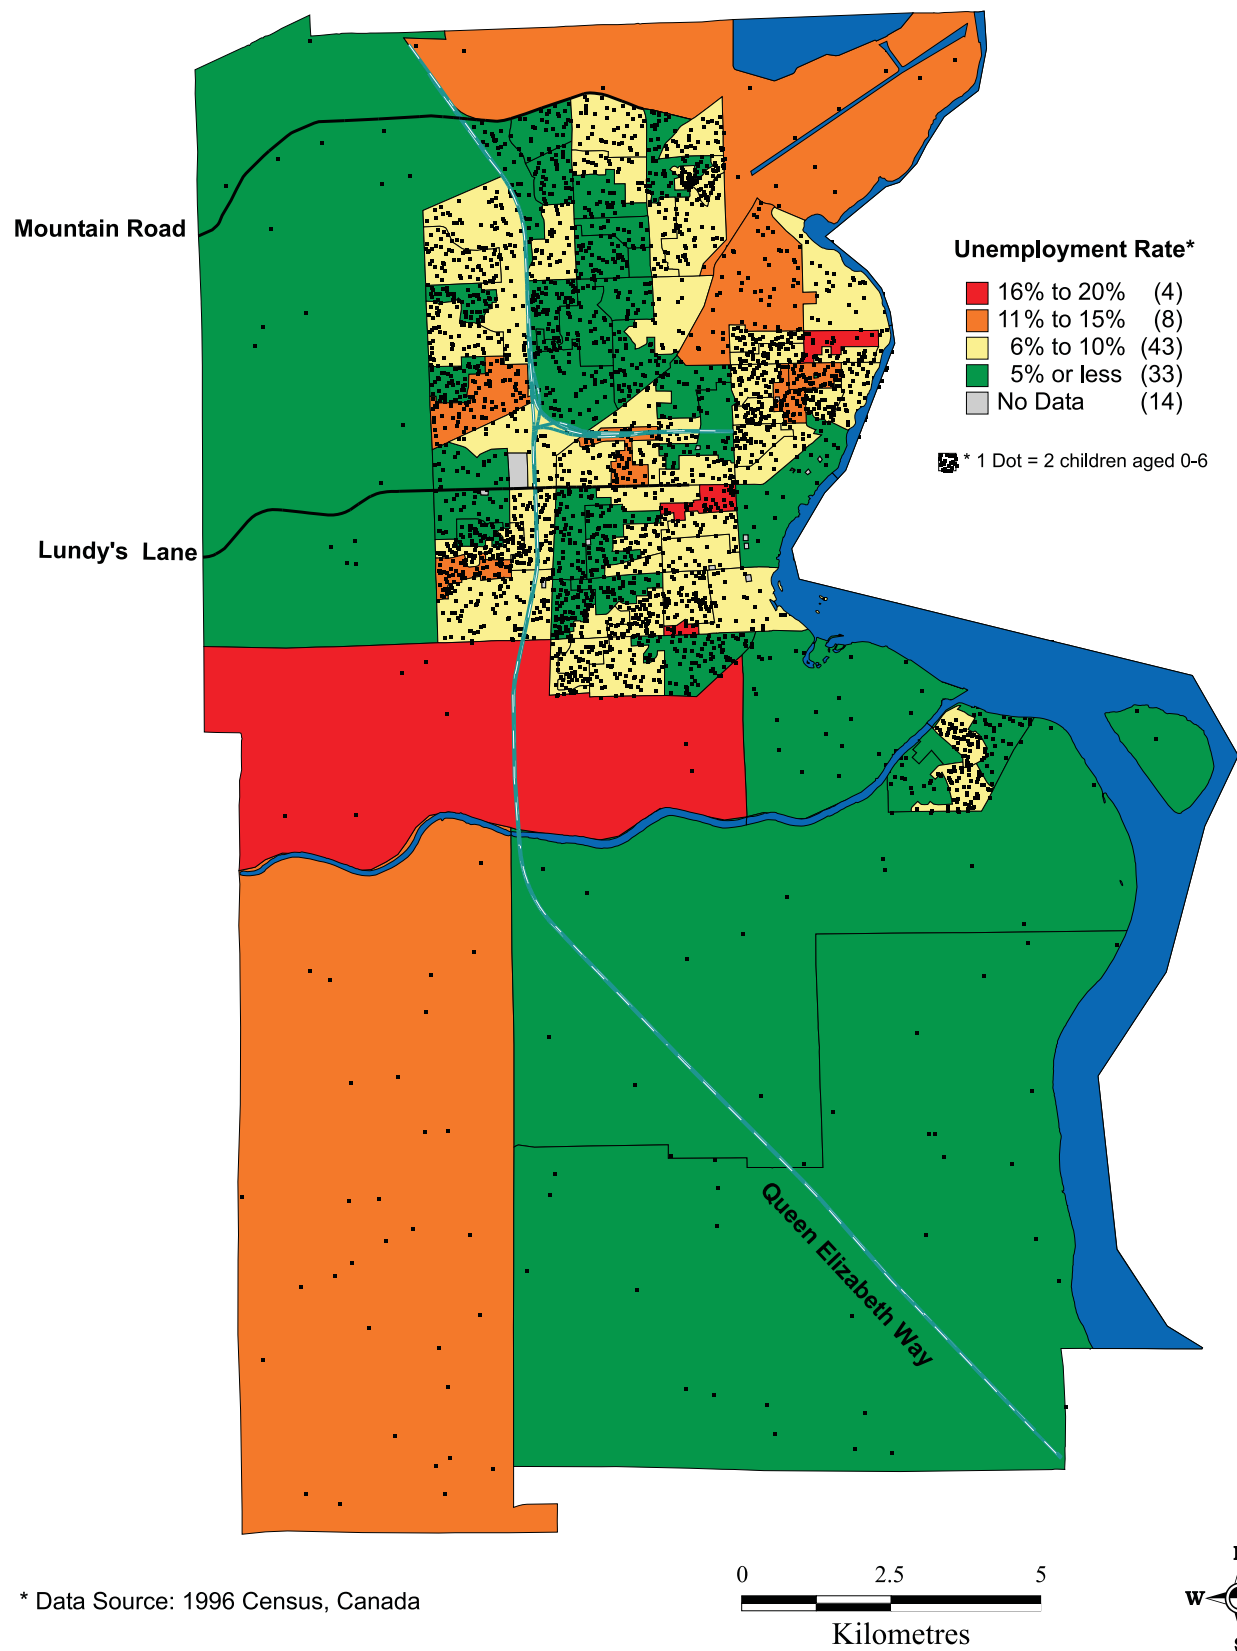 Mountain Road
Unemployment Rate*
16% to 20% (4)
11% to 15% (8)
6% to 10% (43)
5% or less (33)
No Data (14)
* 1 Dot = 2 children aged 0-6
Lundy's Lane
Queen Elizabeth Way
* Data Source: 1996 Census, Canada
0 2.5 5
Kilometres
W